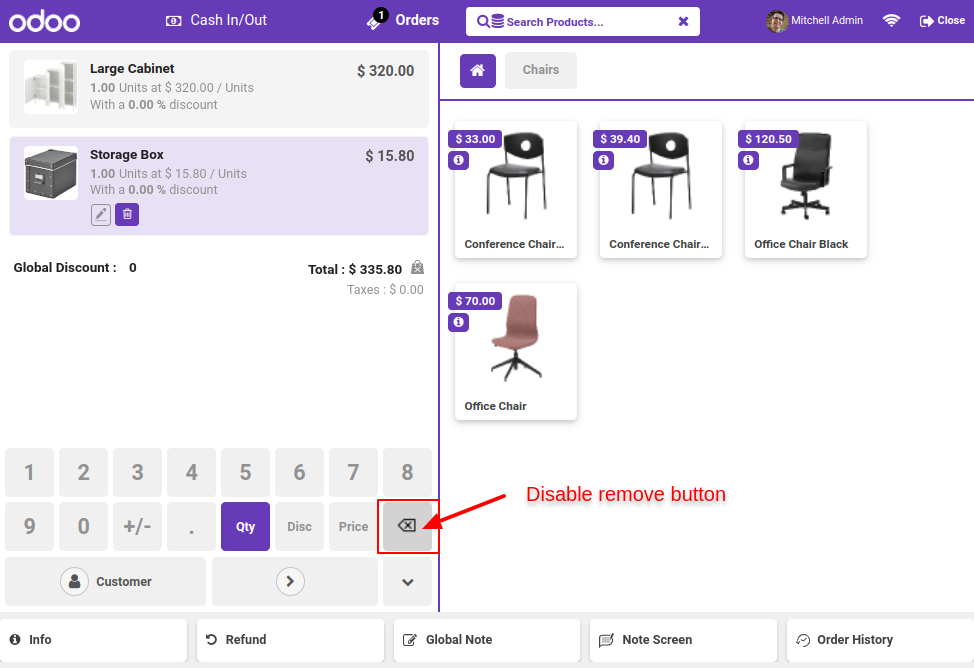 odoo
Cash In/Out
1
Orders
Search Products...
Mitchell Admin
Close
Large Cabinet
$ 320.00
1.00 Units at $ 320.00 / Units
With a 0.00 % discount
Storage Box
$ 15.80
1.00 Units at $ 15.80 / Units
With a 0.00 % discount
Global Discount : 0
Total : $ 335.80
Taxes : $ 0.00
Chairs
$ 33.00
Conference Chair...
$ 39.40
Conference Chair...
$ 120.50
Office Chair Black
$ 70.00
Office Chair
1 2 3 4 5 6 7 8
9 0 +/- . Qty Disc Price
Disable remove button
Customer
Info
Refund
Global Note
Note Screen
Order History